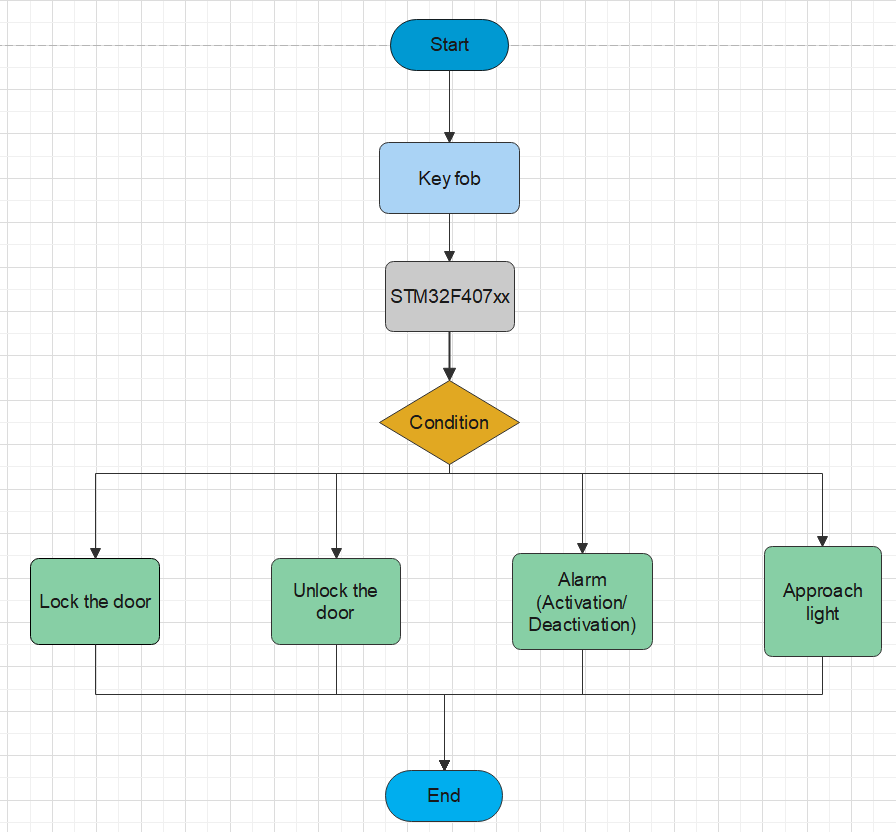 Start
Key fob
STM32F407xx
Condition
Lock the door
Unlock the
door
Alarm
(Activation/
Deactivation)
Approach
light
End